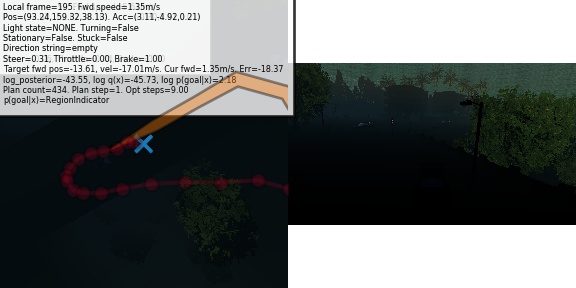 Local frame=195: Fwd speed=1.35m/s
Pos=(93.24,159.32,38.13). Acc=(3.11,-4.92,0.21)
Light state=NONE. Turning=False
Stationary=False. Stuck=False
Direction string=empty
Steer=0.31, Throttle=0.00, Brake=1.00
Target fwd pos=-13.61, vel=-17.01m/s. Cur fwd=1.35m/s, Err=-18.37
log_posterior=-43.55, log q(x)=-45.73, log p(goal|x)=2.18
Plan count=434. Plan step=1. Opt steps=9.00
p(goal|x)=RegionIndicator